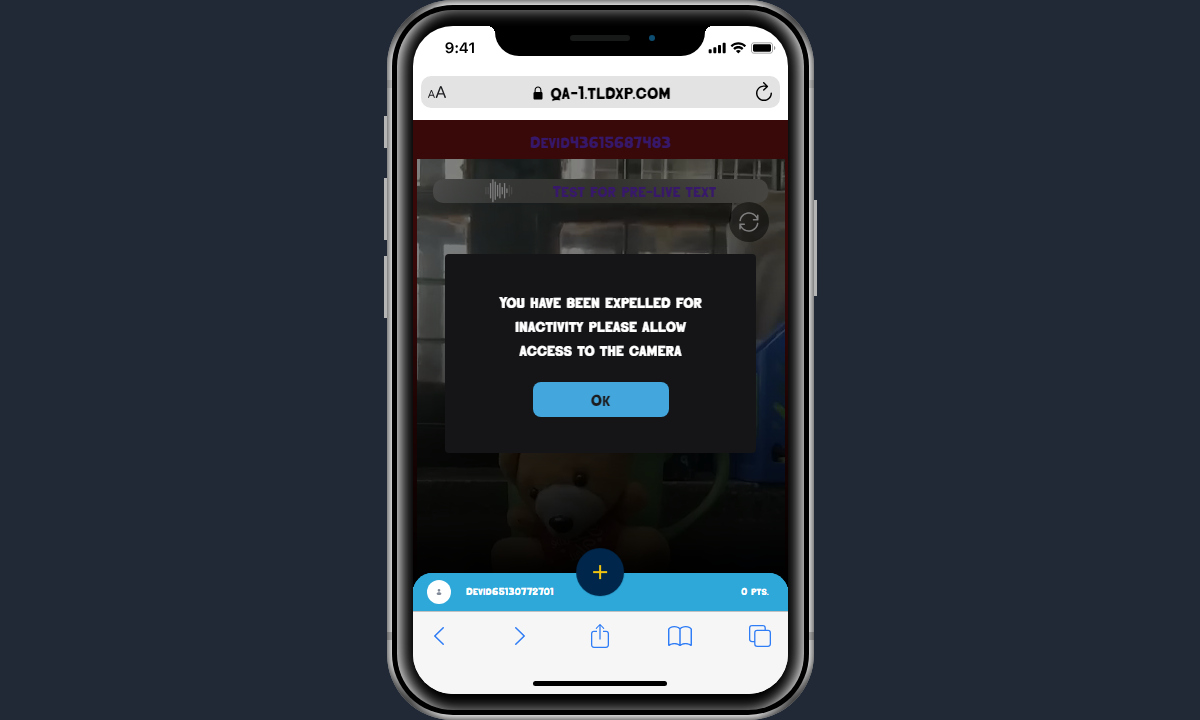 9:41
AA
QA-1.TLDXP.COM
DEVID43615687483
TEST FOR PRE-LIVE TEXT
YOU HAVE BEEN EXPELLED FOR
INACTIVITY PLEASE ALLOW
ACCESS TO THE CAMERA
OK
DEVID65130772701
0 PTS.